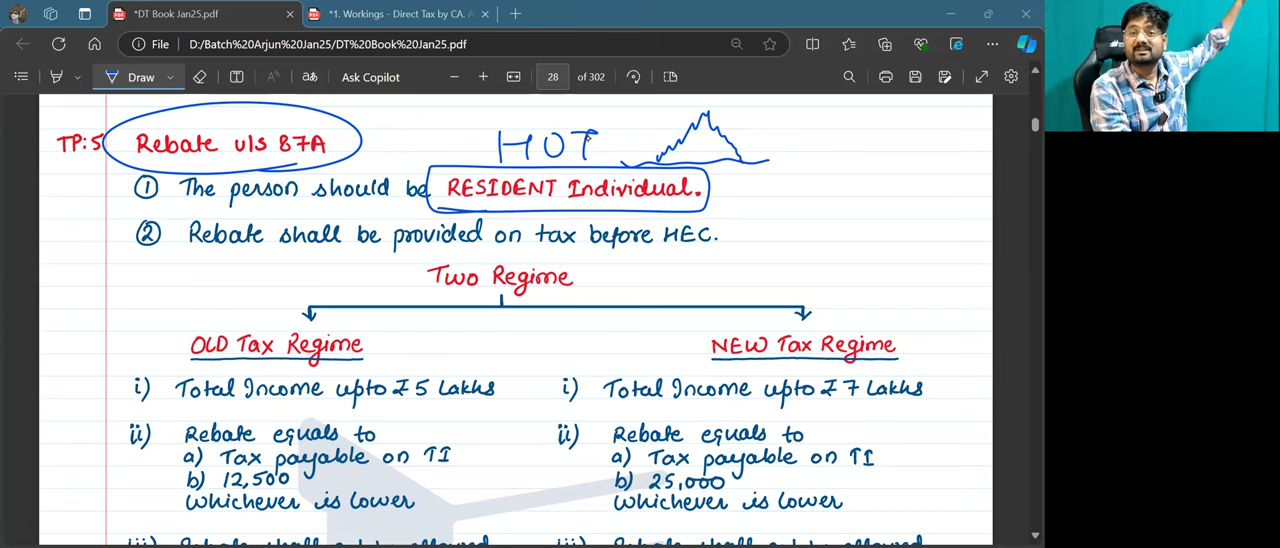 *DT Book Jan25.pdf
*1. Workings - Direct Tax by CA. A
File D:/Batch%20Arjun%20Jan25/DT%20Book%20Jan25.pdf
Draw
aあ
Ask Copilot
28 of 302
TP:5 Rebate u/s 87A
HOT
① The person should be RESIDENT Individual.
② Rebate shall be provided on tax before HEC.
Two Regime
OLD Tax Regime
NEW Tax Regime
i) Total Income upto ₹5 Lakhs
i) Total Income upto ₹7 Lakhs
ii) Rebate equals to
a) Tax payable on TI
b) 12,500
Whichever is lower
ii) Rebate equals to
a) Tax payable on TI
b) 25,000
Whichever is lower